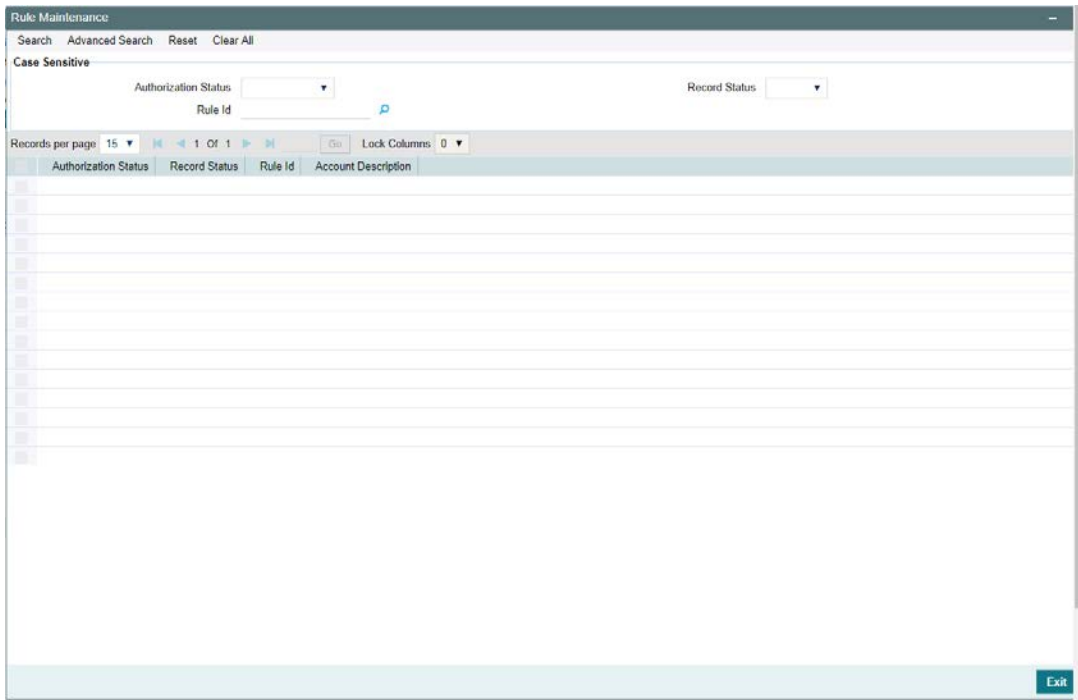 Rule Maintenance
Search Advanced Search Reset Clear All
Case Sensitive
Authorization Status Record Status
Rule Id
Records per page 15 1 Of 1 Go Lock Columns 0
Authorization Status Record Status Rule Id Account Description
Exit